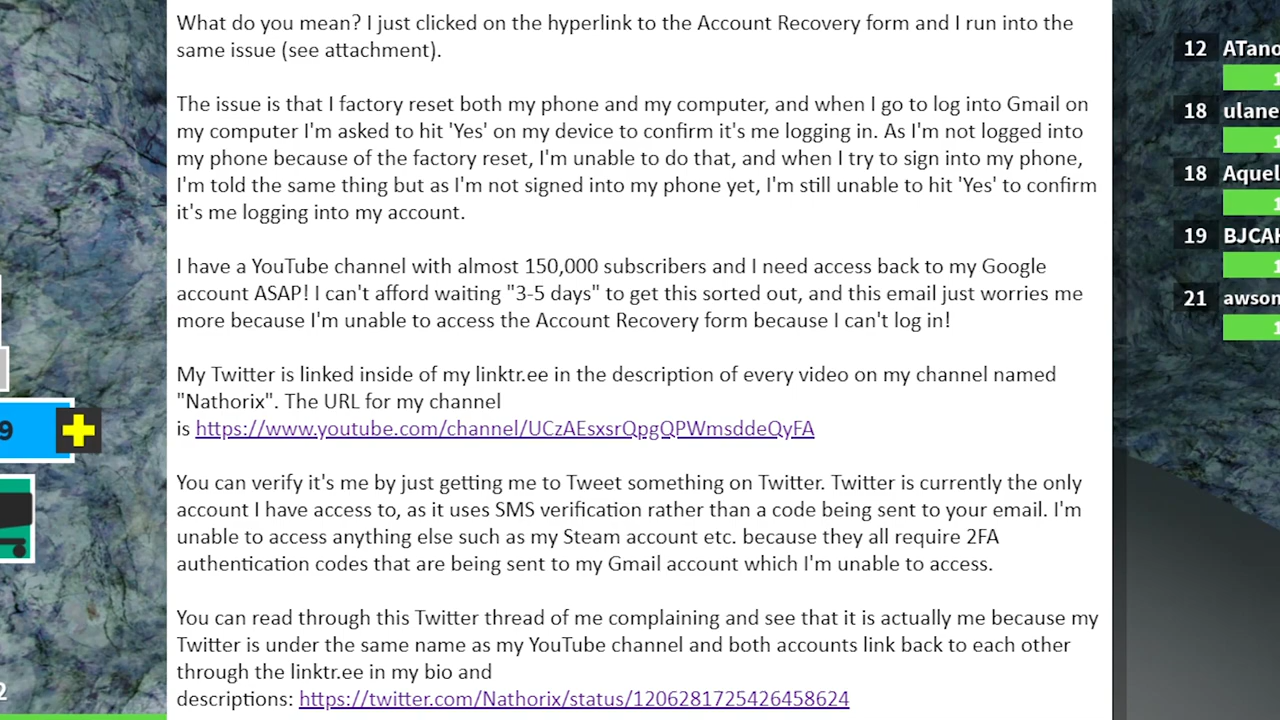 What do you mean? I just clicked on the hyperlink to the Account Recovery form and I run into the
same issue (see attachment).
The issue is that I factory reset both my phone and my computer, and when I go to log into Gmail on
my computer I'm asked to hit 'Yes' on my device to confirm it's me logging in. As I'm not logged into
my phone because of the factory reset, I'm unable to do that, and when I try to sign into my phone,
I'm told the same thing but as I'm not signed into my phone yet, I'm still unable to hit 'Yes' to confirm
it's me logging into my account.
I have a YouTube channel with almost 150,000 subscribers and I need access back to my Google
account ASAP! I can't afford waiting "3-5 days" to get this sorted out, and this email just worries me
more because I'm unable to access the Account Recovery form because I can't log in!
My Twitter is linked inside of my linktr.ee in the description of every video on my channel named
"Nathorix". The URL for my channel
is https://www.youtube.com/channel/UCzAEsxsrQpgQPWmsddeQyFA
You can verify it's me by just getting me to Tweet something on Twitter. Twitter is currently the only
account I have access to, as it uses SMS verification rather than a code being sent to your email. I'm
unable to access anything else such as my Steam account etc. because they all require 2FA
authentication codes that are being sent to my Gmail account which I'm unable to access.
You can read through this Twitter thread of me complaining and see that it is actually me because my
Twitter is under the same name as my YouTube channel and both accounts link back to each other
through the linktr.ee in my bio and
descriptions: https://twitter.com/Nathorix/status/1206281725426458624
12 ATano
18 ulane
18 Aquel
19 BJCAH
21 awson
9
2